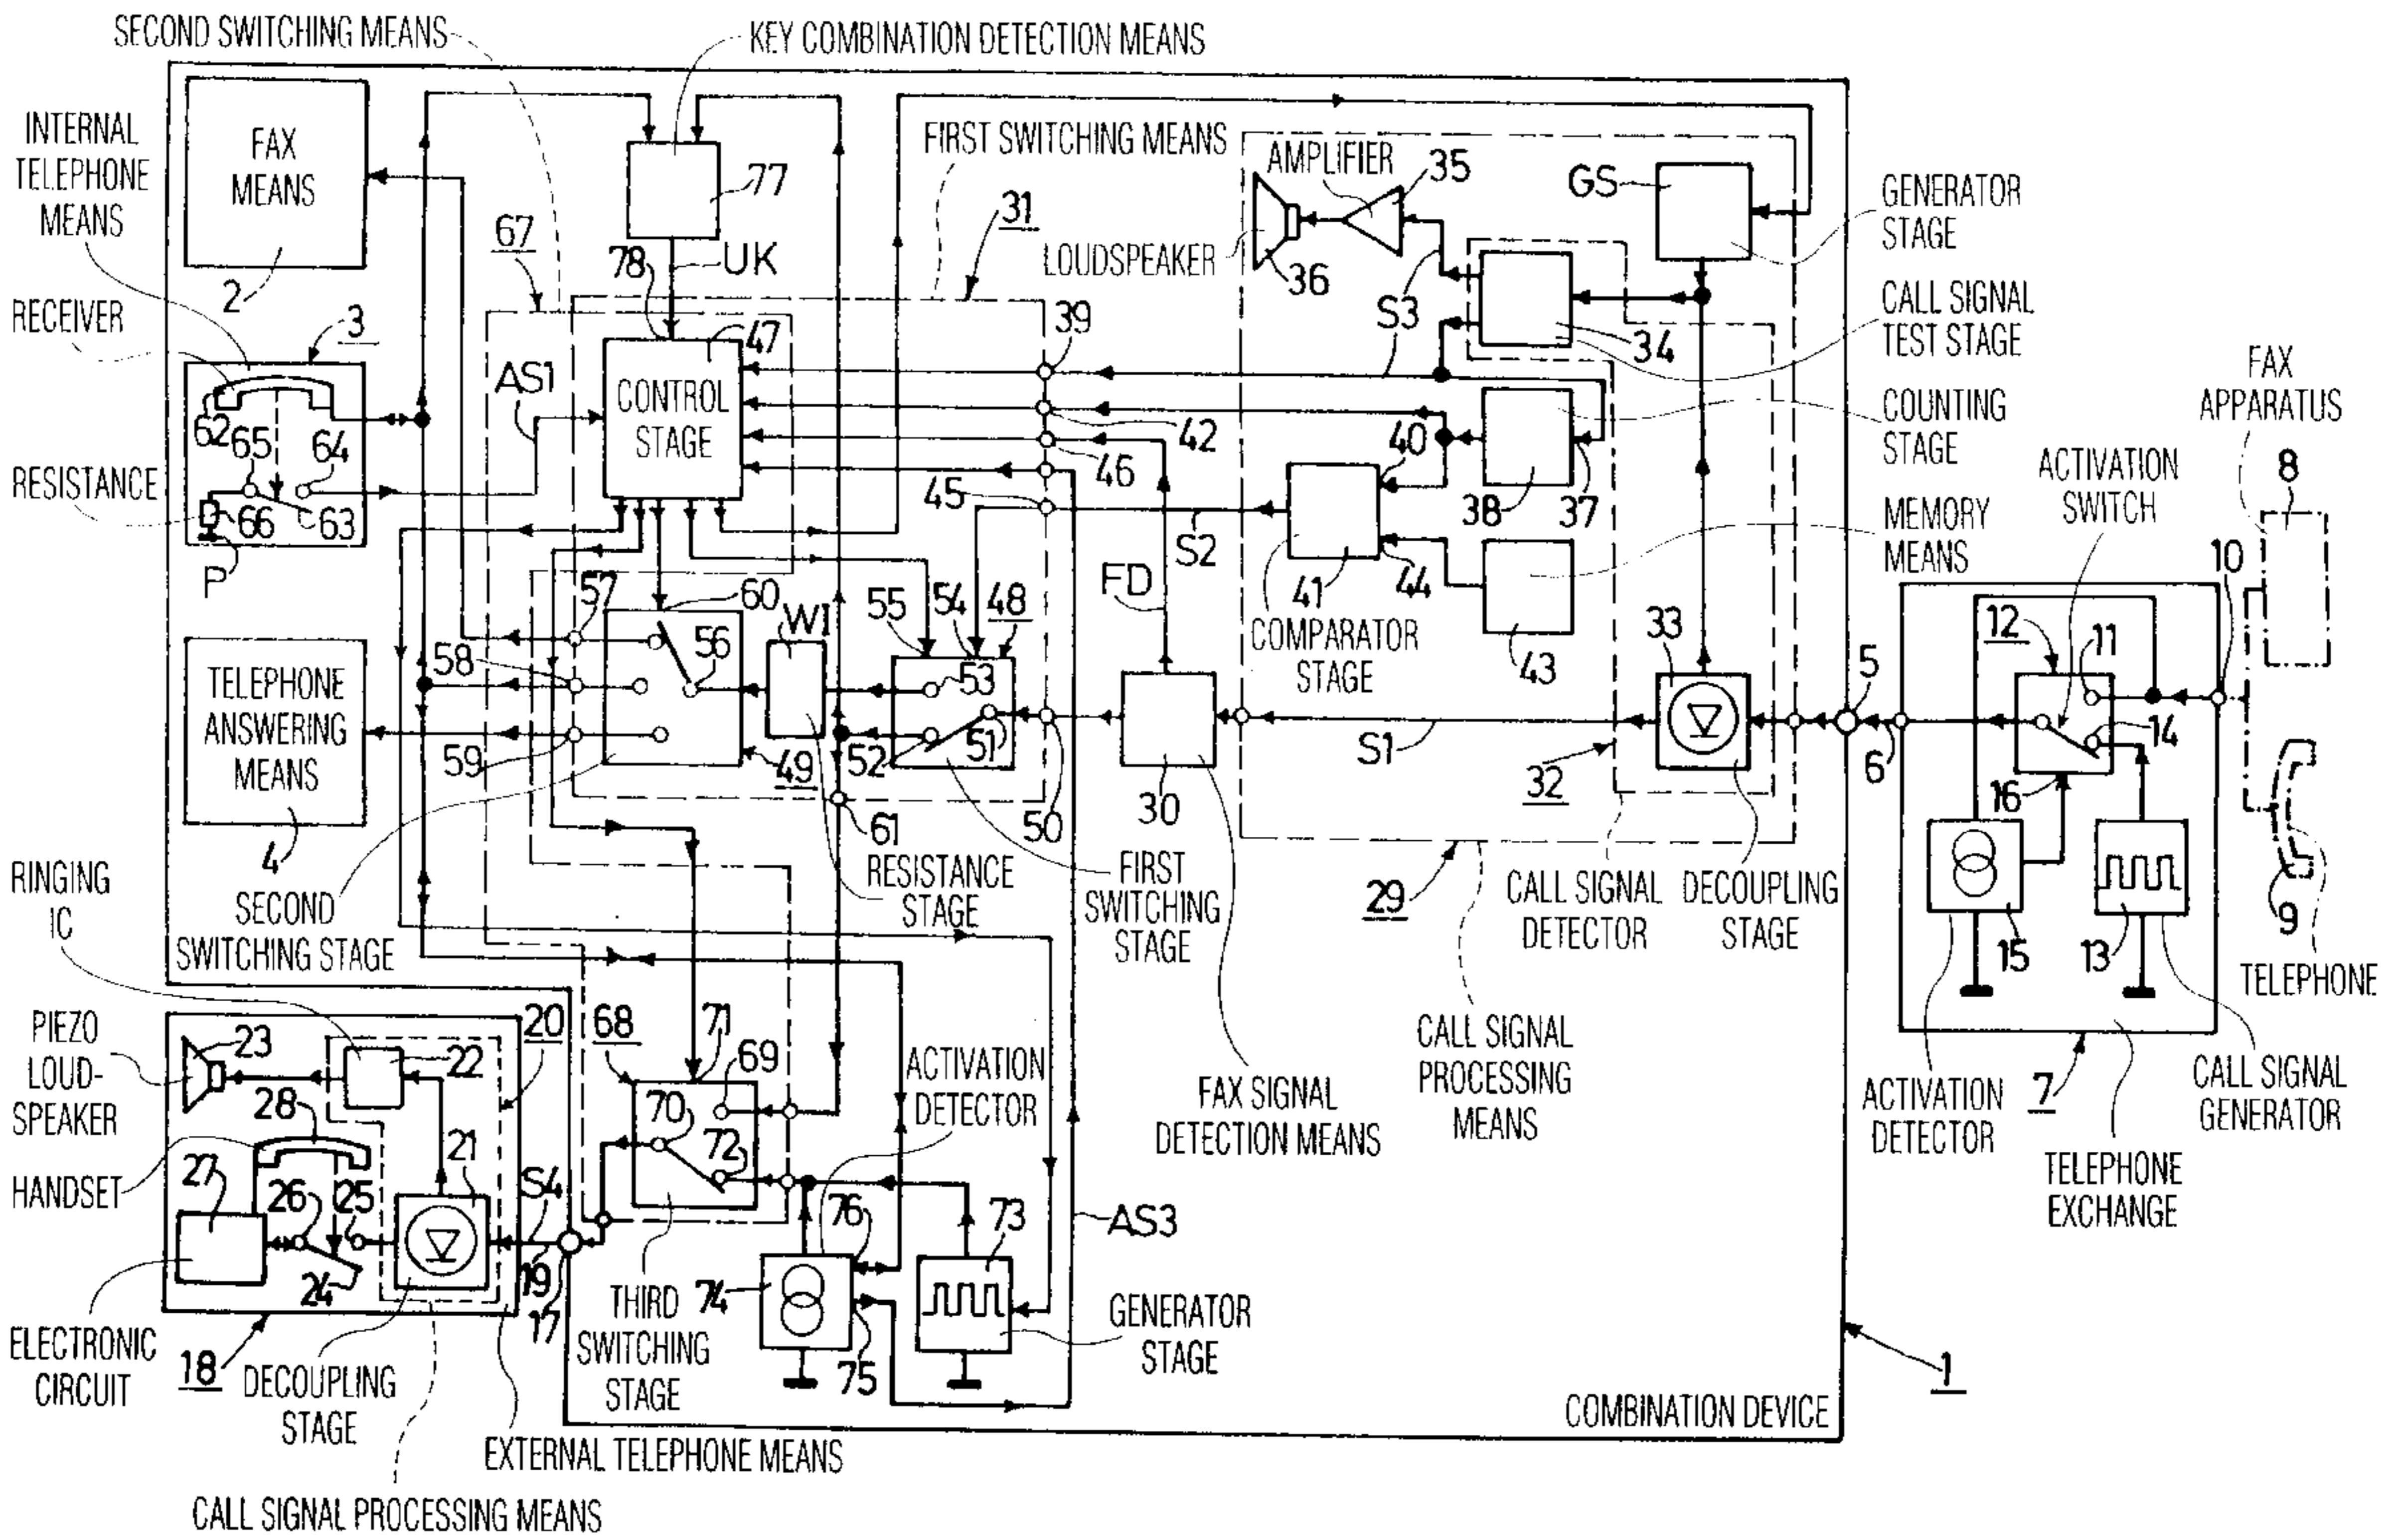 SECOND SWITCHING MEANS
KEY COMBINATION DETECTION MEANS
INTERNAL
TELEPHONE
MEANS
FAX
MEANS
2
77
UK
78
FIRST SWITCHING MEANS
31
67
AMPLIFIER
35
LOUDSPEAKER
36
GS
GENERATOR
STAGE
S3
34
CALL SIGNAL
TEST STAGE
RECEIVER
3
62
65
64
RESISTANCE
66
63
P
AS1
47
CONTROL
STAGE
39
42
46
45
40
38
37
COUNTING
STAGE
S2
41
44
COMPARATOR
STAGE
43
MEMORY
MEANS
FD
ACTIVATION
SWITCH
FAX
APPARATUS
8
10
57
60
WI
55
54
48
56
53
58
52
51
59
49
61
50
30
S1
33
32
5
6
12
11
14
16
15
13
9
TELEPHONE
TELEPHONE
ANSWERING
MEANS
4
RINGING
IC
SECOND
SWITCHING STAGE
RESISTANCE
STAGE
FIRST
SWITCHING
STAGE
29
CALL SIGNAL
DETECTOR
DECOUPLING
STAGE
CALL SIGNAL
PROCESSING
MEANS
FAX SIGNAL
DETECTION MEANS
ACTIVATION
DETECTOR
7
CALL SIGNAL
GENERATOR
TELEPHONE
EXCHANGE
PIEZO
LOUD-
SPEAKER
23
22
20
28
HANDSET
27
26
25
24
21
S4
19
17
68
71
69
70
72
ACTIVATION
DETECTOR
76
73
AS3
74
75
THIRD
SWITCHING
STAGE
GENERATOR
STAGE
ELECTRONIC
CIRCUIT
18
DECOUPLING
STAGE
EXTERNAL TELEPHONE MEANS
CALL SIGNAL PROCESSING MEANS
COMBINATION DEVICE
1